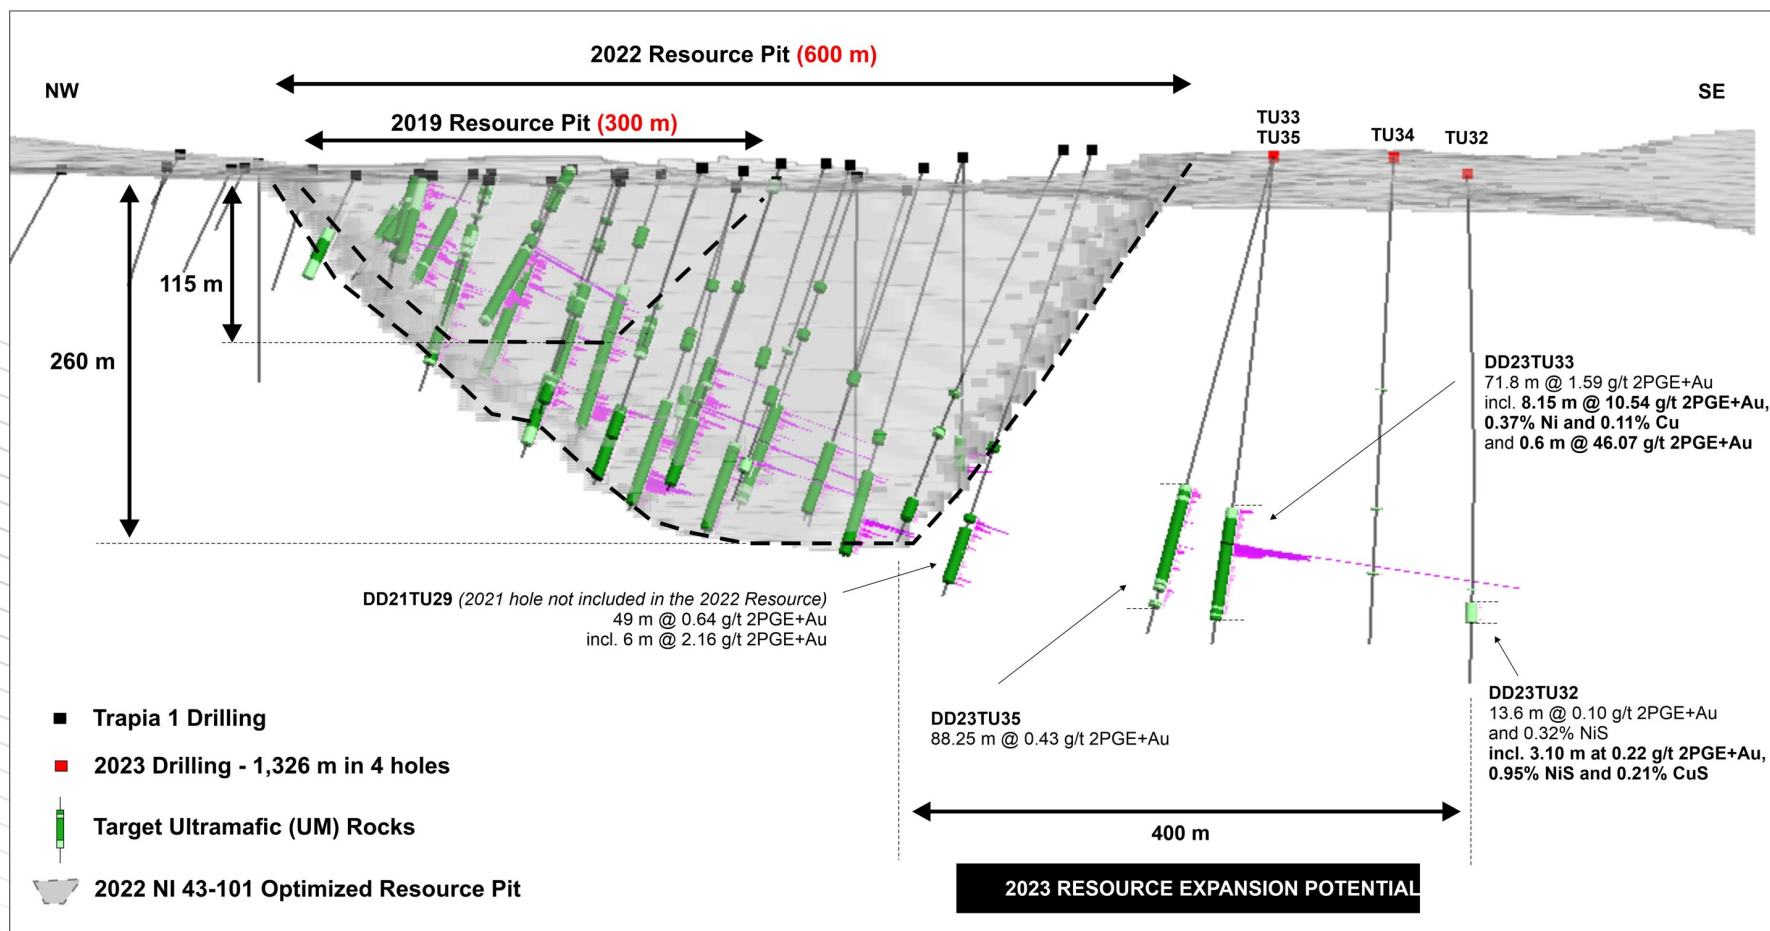 2022 Resource Pit (600 m)
NW
SE
2019 Resource Pit (300 m)
TU33
TU35
TU34
TU32
115 m
260 m
DD23TU33
71.8 m @ 1.59 g/t 2PGE+Au
incl. 8.15 m @ 10.54 g/t 2PGE+Au,
0.37% Ni and 0.11% Cu
and 0.6 m @ 46.07 g/t 2PGE+Au
DD21TU29 (2021 hole not included in the 2022 Resource)
49 m @ 0.64 g/t 2PGE+Au
incl. 6 m @ 2.16 g/t 2PGE+Au
DD23TU35
88.25 m @ 0.43 g/t 2PGE+Au
DD23TU32
13.6 m @ 0.10 g/t 2PGE+Au
and 0.32% NiS
incl. 3.10 m at 0.22 g/t 2PGE+Au,
0.95% NiS and 0.21% CuS
Trapia 1 Drilling
2023 Drilling - 1,326 m in 4 holes
Target Ultramafic (UM) Rocks
2022 NI 43-101 Optimized Resource Pit
400 m
2023 RESOURCE EXPANSION POTENTIAL